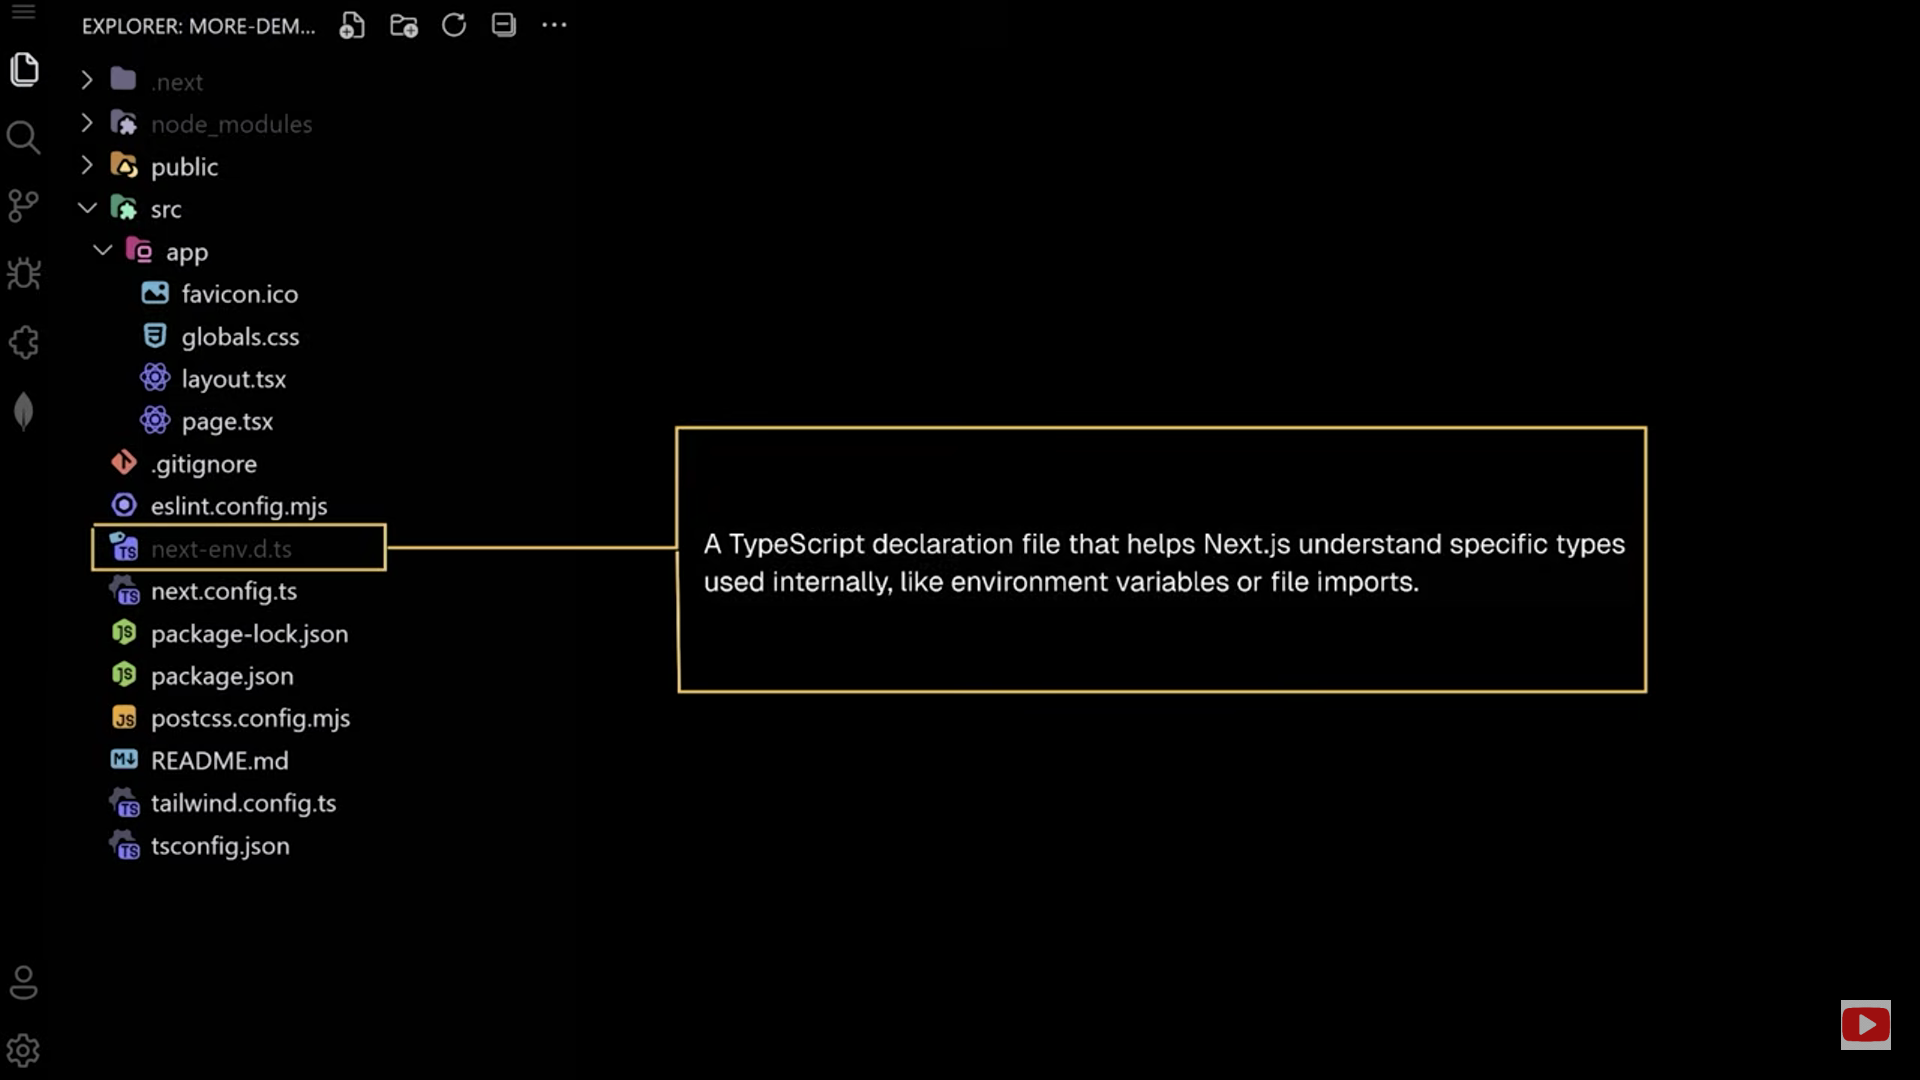 EXPLORER: MORE-DEM...
.next
node_modules
public
src
app
favicon.ico
globals.css
layout.tsx
page.tsx
.gitignore
eslint.config.mjs
next-env.d.ts
next.config.ts
package-lock.json
package.json
postcss.config.mjs
README.md
tailwind.config.ts
tsconfig.json
A TypeScript declaration file that helps Next.js understand specific types
used internally, like environment variables or file imports.